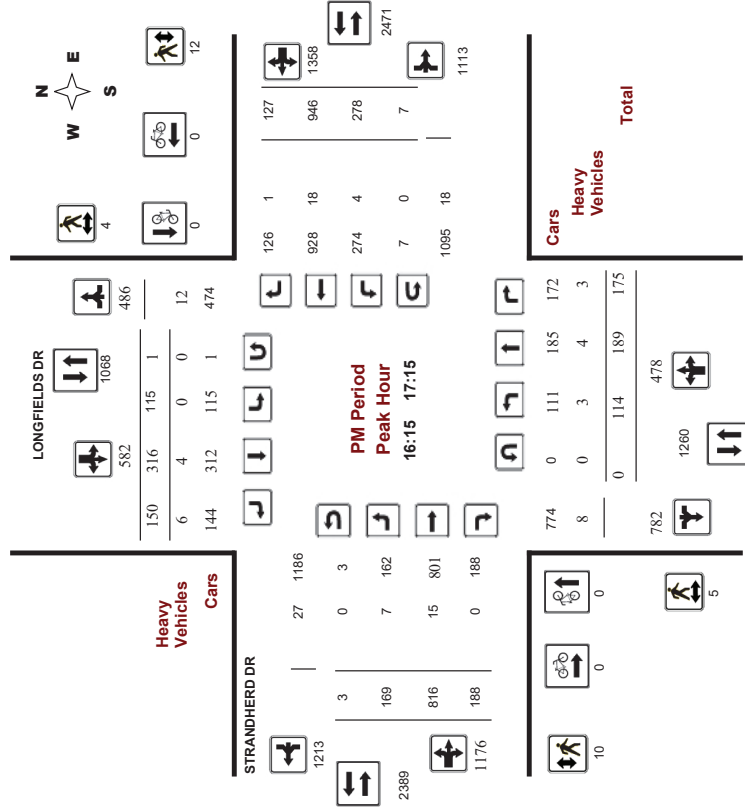 N
W E
S
LONGFIELDS DR
4
0
0
12
582
1068
486
150 316 115 1
6 4 0 0 12
144 312 115 1 474
Heavy
Vehicles
Cars
1358
2471
1113
126 1 127
928 18 946
274 4 278
7 0 7
1095 18
PM Period
Peak Hour
16:15 17:15
STRANDHERD DR
1213
2389
1176
27 1186
3 0 3
169 7 162
816 15 801
188 0 188
Cars
Heavy
Vehicles
Total
774 0 111 185 172
8 0 3 4 3
0 114 189 175
782
1260
478
10
0
0
5